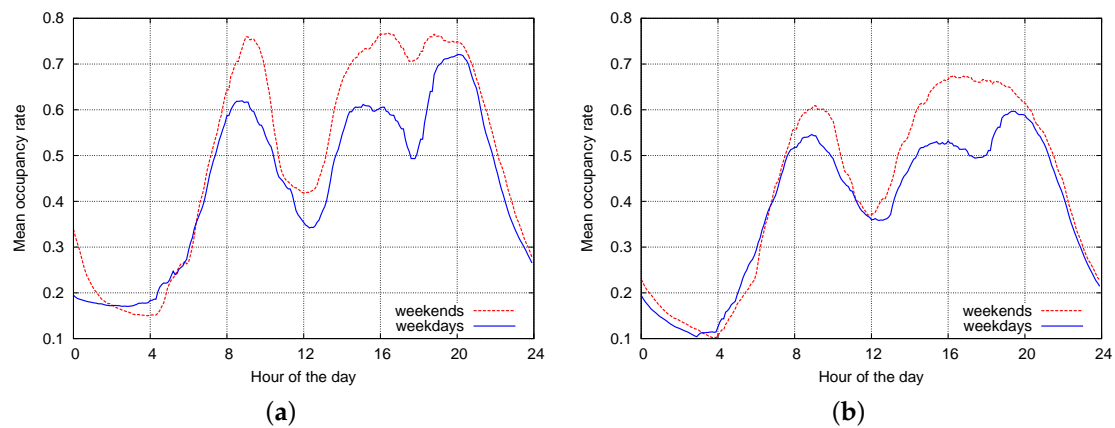 0.8
0.7
0.6
0.5
0.4
0.3
0.2
0.1
Mean occupancy rate
weekends
weekdays
0 4 8 12 16 20 24
Hour of the day
(a)
0.8
0.7
0.6
0.5
0.4
0.3
0.2
0.1
Mean occupancy rate
weekends
weekdays
0 4 8 12 16 20 24
Hour of the day
(b)